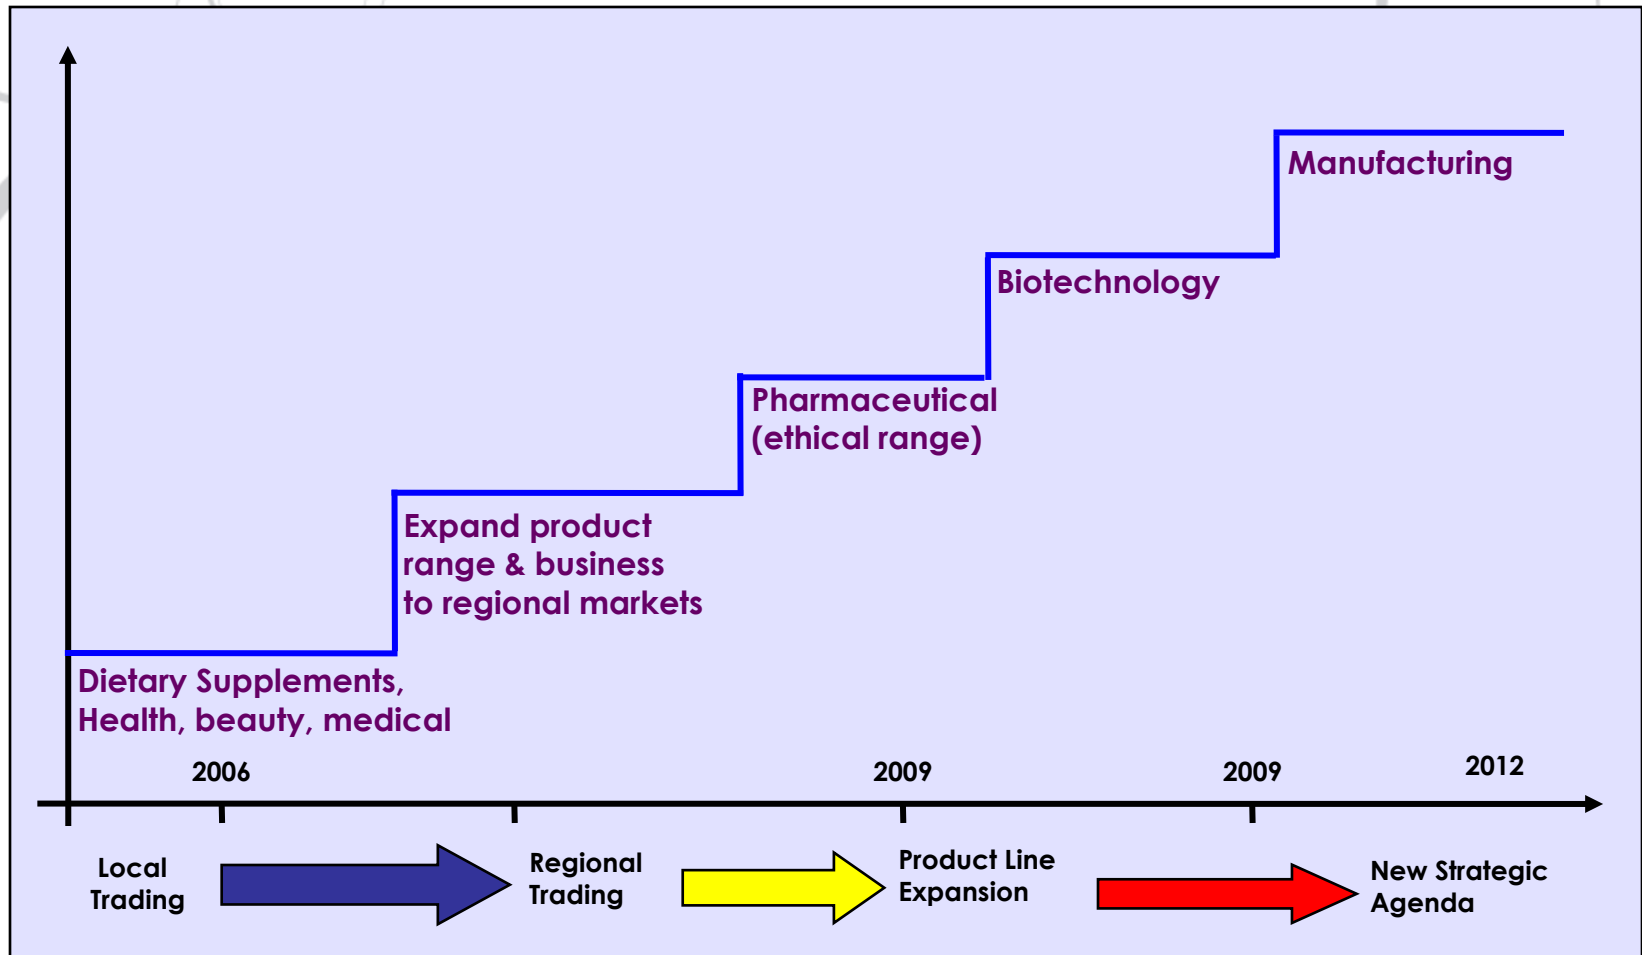 Manufacturing
Biotechnology
Pharmaceutical
(ethical range)
Expand product
range & business
to regional markets
Dietary Supplements,
Health, beauty, medical
2006
2009
2009
2012
Local
Trading
Regional
Trading
Product Line
Expansion
New Strategic
Agenda